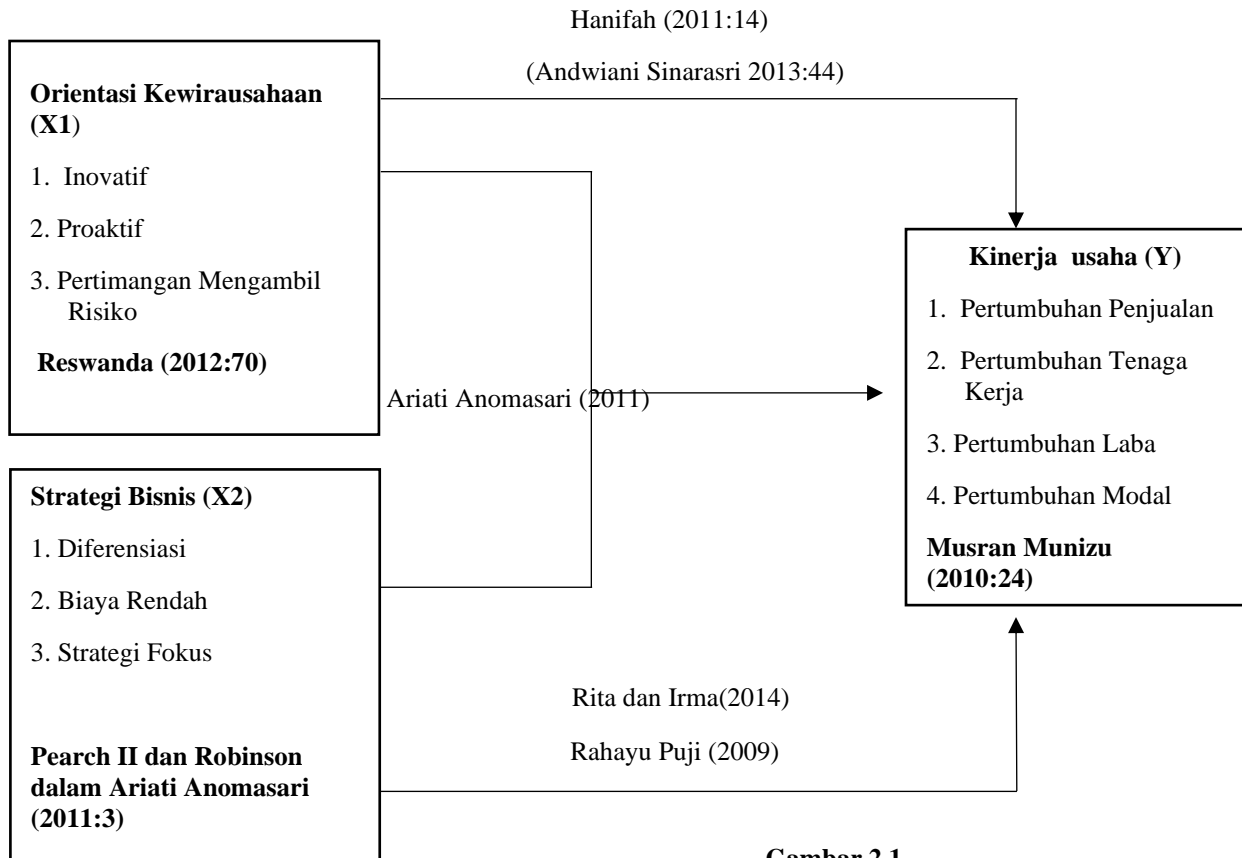 Hanifah (2011:14)
(Andwiani Sinarasri 2013:44)
Orientasi Kewirausahaan
(X1)
1. Inovatif
2. Proaktif
3. Pertimangan Mengambil
Risiko
Reswanda (2012:70)
Ariati Anomasari (2011)
Kinerja usaha (Y)
1. Pertumbuhan Penjualan
2. Pertumbuhan Tenaga
Kerja
3. Pertumbuhan Laba
4. Pertumbuhan Modal
Musran Munizu
(2010:24)
Strategi Bisnis (X2)
1. Diferensiasi
2. Biaya Rendah
3. Strategi Fokus
Pearch II dan Robinson
dalam Ariati Anomasari
(2011:3)
Rita dan Irma(2014)
Rahayu Puji (2009)
Gambar 2.1